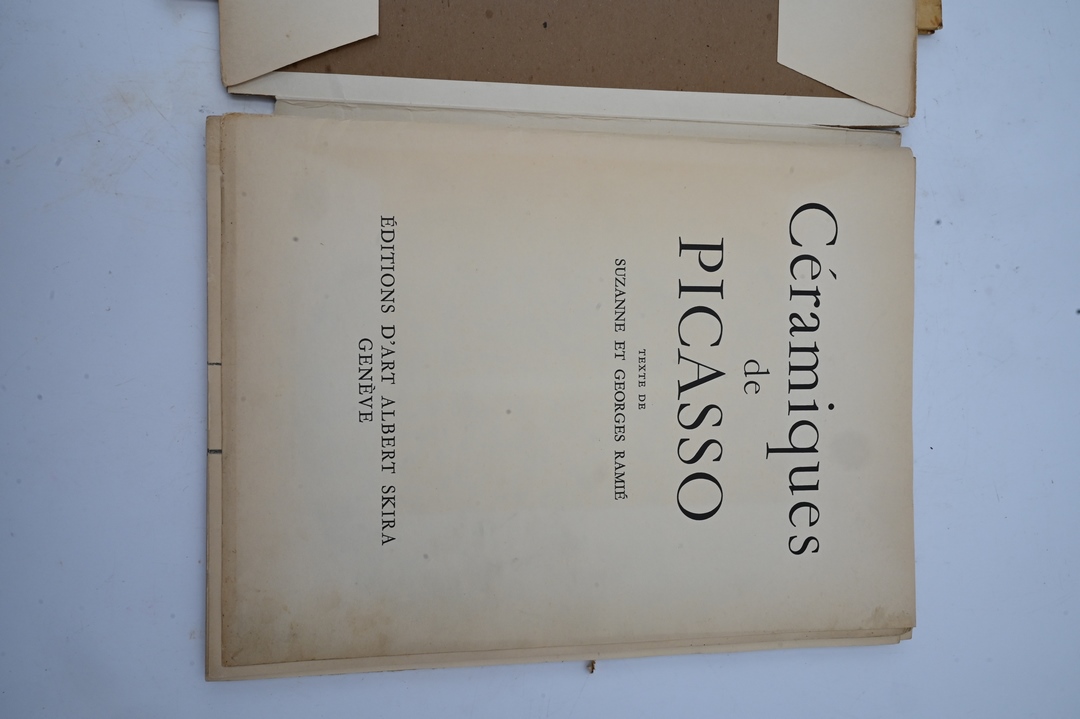 Céramiques
de
PICASSO
TEXTE DE
SUZANNE ET GEORGES RAMIÉ
ÉDITIONS D'ART ALBERT SKIRA
GENÈVE